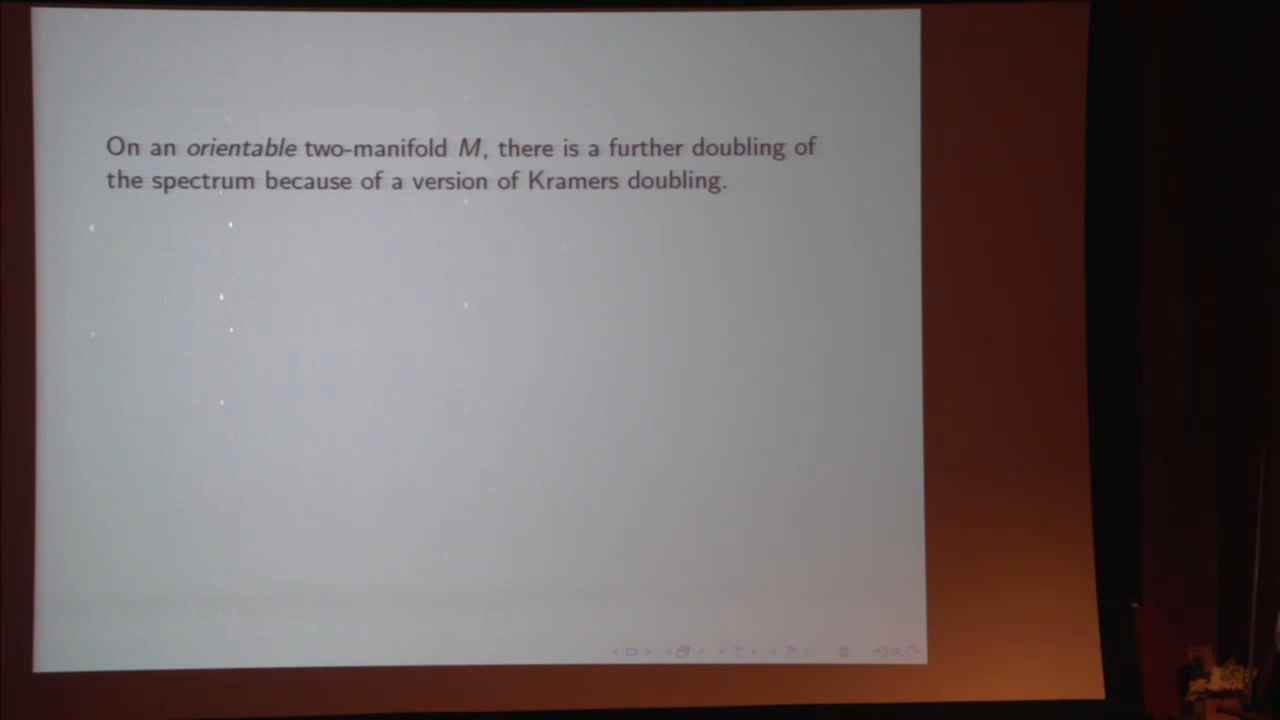 On an orientable two-manifold M, there is a further doubling of
the spectrum because of a version of Kramers doubling.